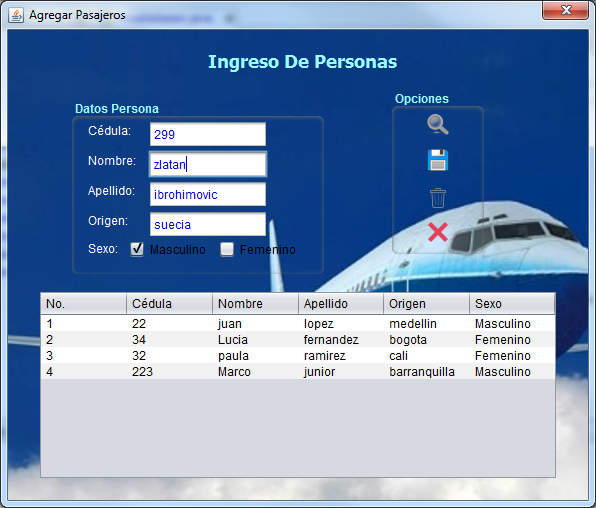 Agregar Pasajeros
Ingreso De Personas
Datos Persona
Opciones
Cédula: 299
Nombre: zlatan
Apellido: ibrohimovic
Origen: suecia
Sexo: Masculino Femenino
No. Cédula Nombre Apellido Origen Sexo
1 22 juan lopez medellin Masculino
2 34 Lucia fernandez bogota Femenino
3 32 paula ramirez cali Femenino
4 223 Marco junior barranquilla Masculino